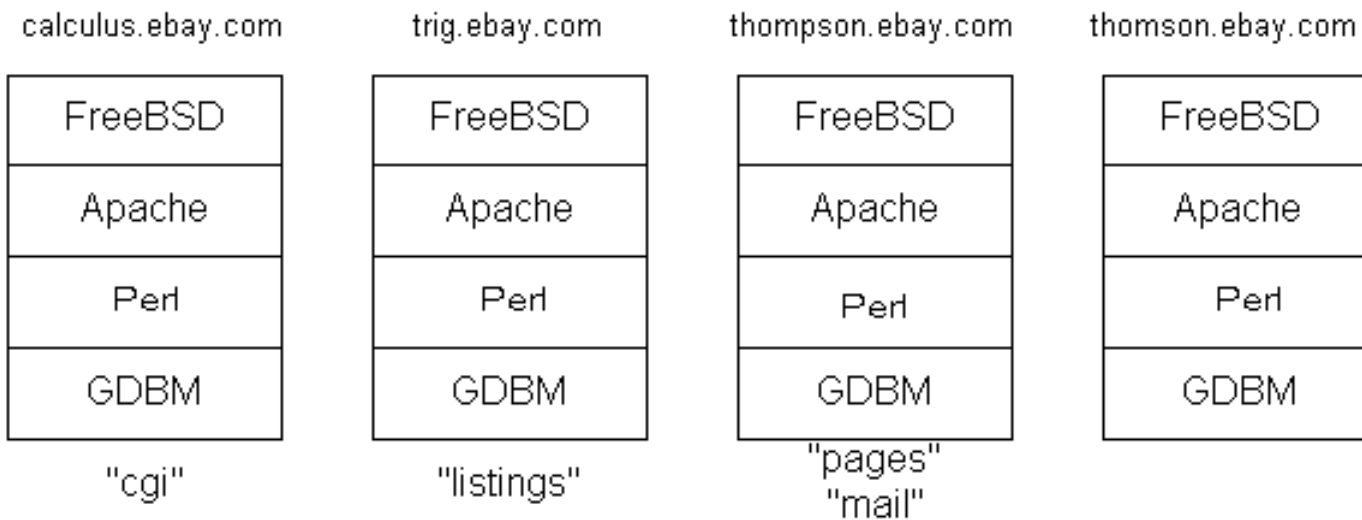 calculus.ebay.com trig.ebay.com thompson.ebay.com thomson.ebay.com
FreeBSD FreeBSD FreeBSD FreeBSD
Apache Apache Apache Apache
Perl Perl Perl Perl
GDBM GDBM GDBM GDBM
"cgi" "listings" "pages"
"mail"